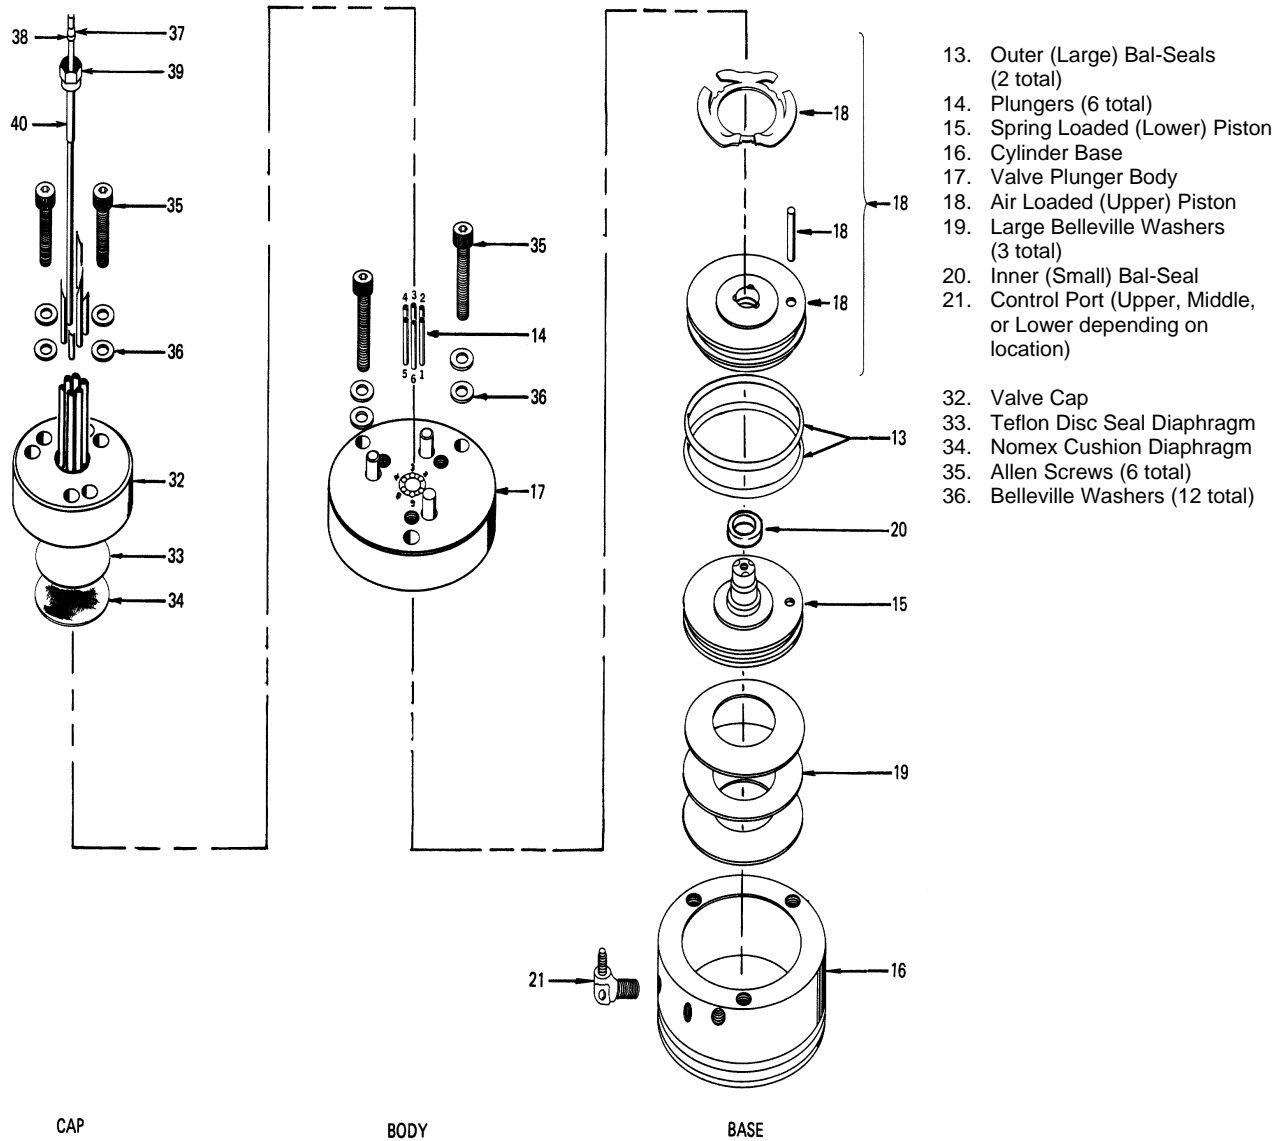 38
37
39
40
35
36
32
33
34
CAP
35
4 3 2
14
5 6 1
36
3
6
17
BODY
18
18
18
18
13
20
15
19
21
16
BASE
13. Outer (Large) Bal-Seals
(2 total)
14. Plungers (6 total)
15. Spring Loaded (Lower) Piston
16. Cylinder Base
17. Valve Plunger Body
18. Air Loaded (Upper) Piston
19. Large Belleville Washers
(3 total)
20. Inner (Small) Bal-Seal
21. Control Port (Upper, Middle,
or Lower depending on
location)
32. Valve Cap
33. Teflon Disc Seal Diaphragm
34. Nomex Cushion Diaphragm
35. Allen Screws (6 total)
36. Belleville Washers (12 total)